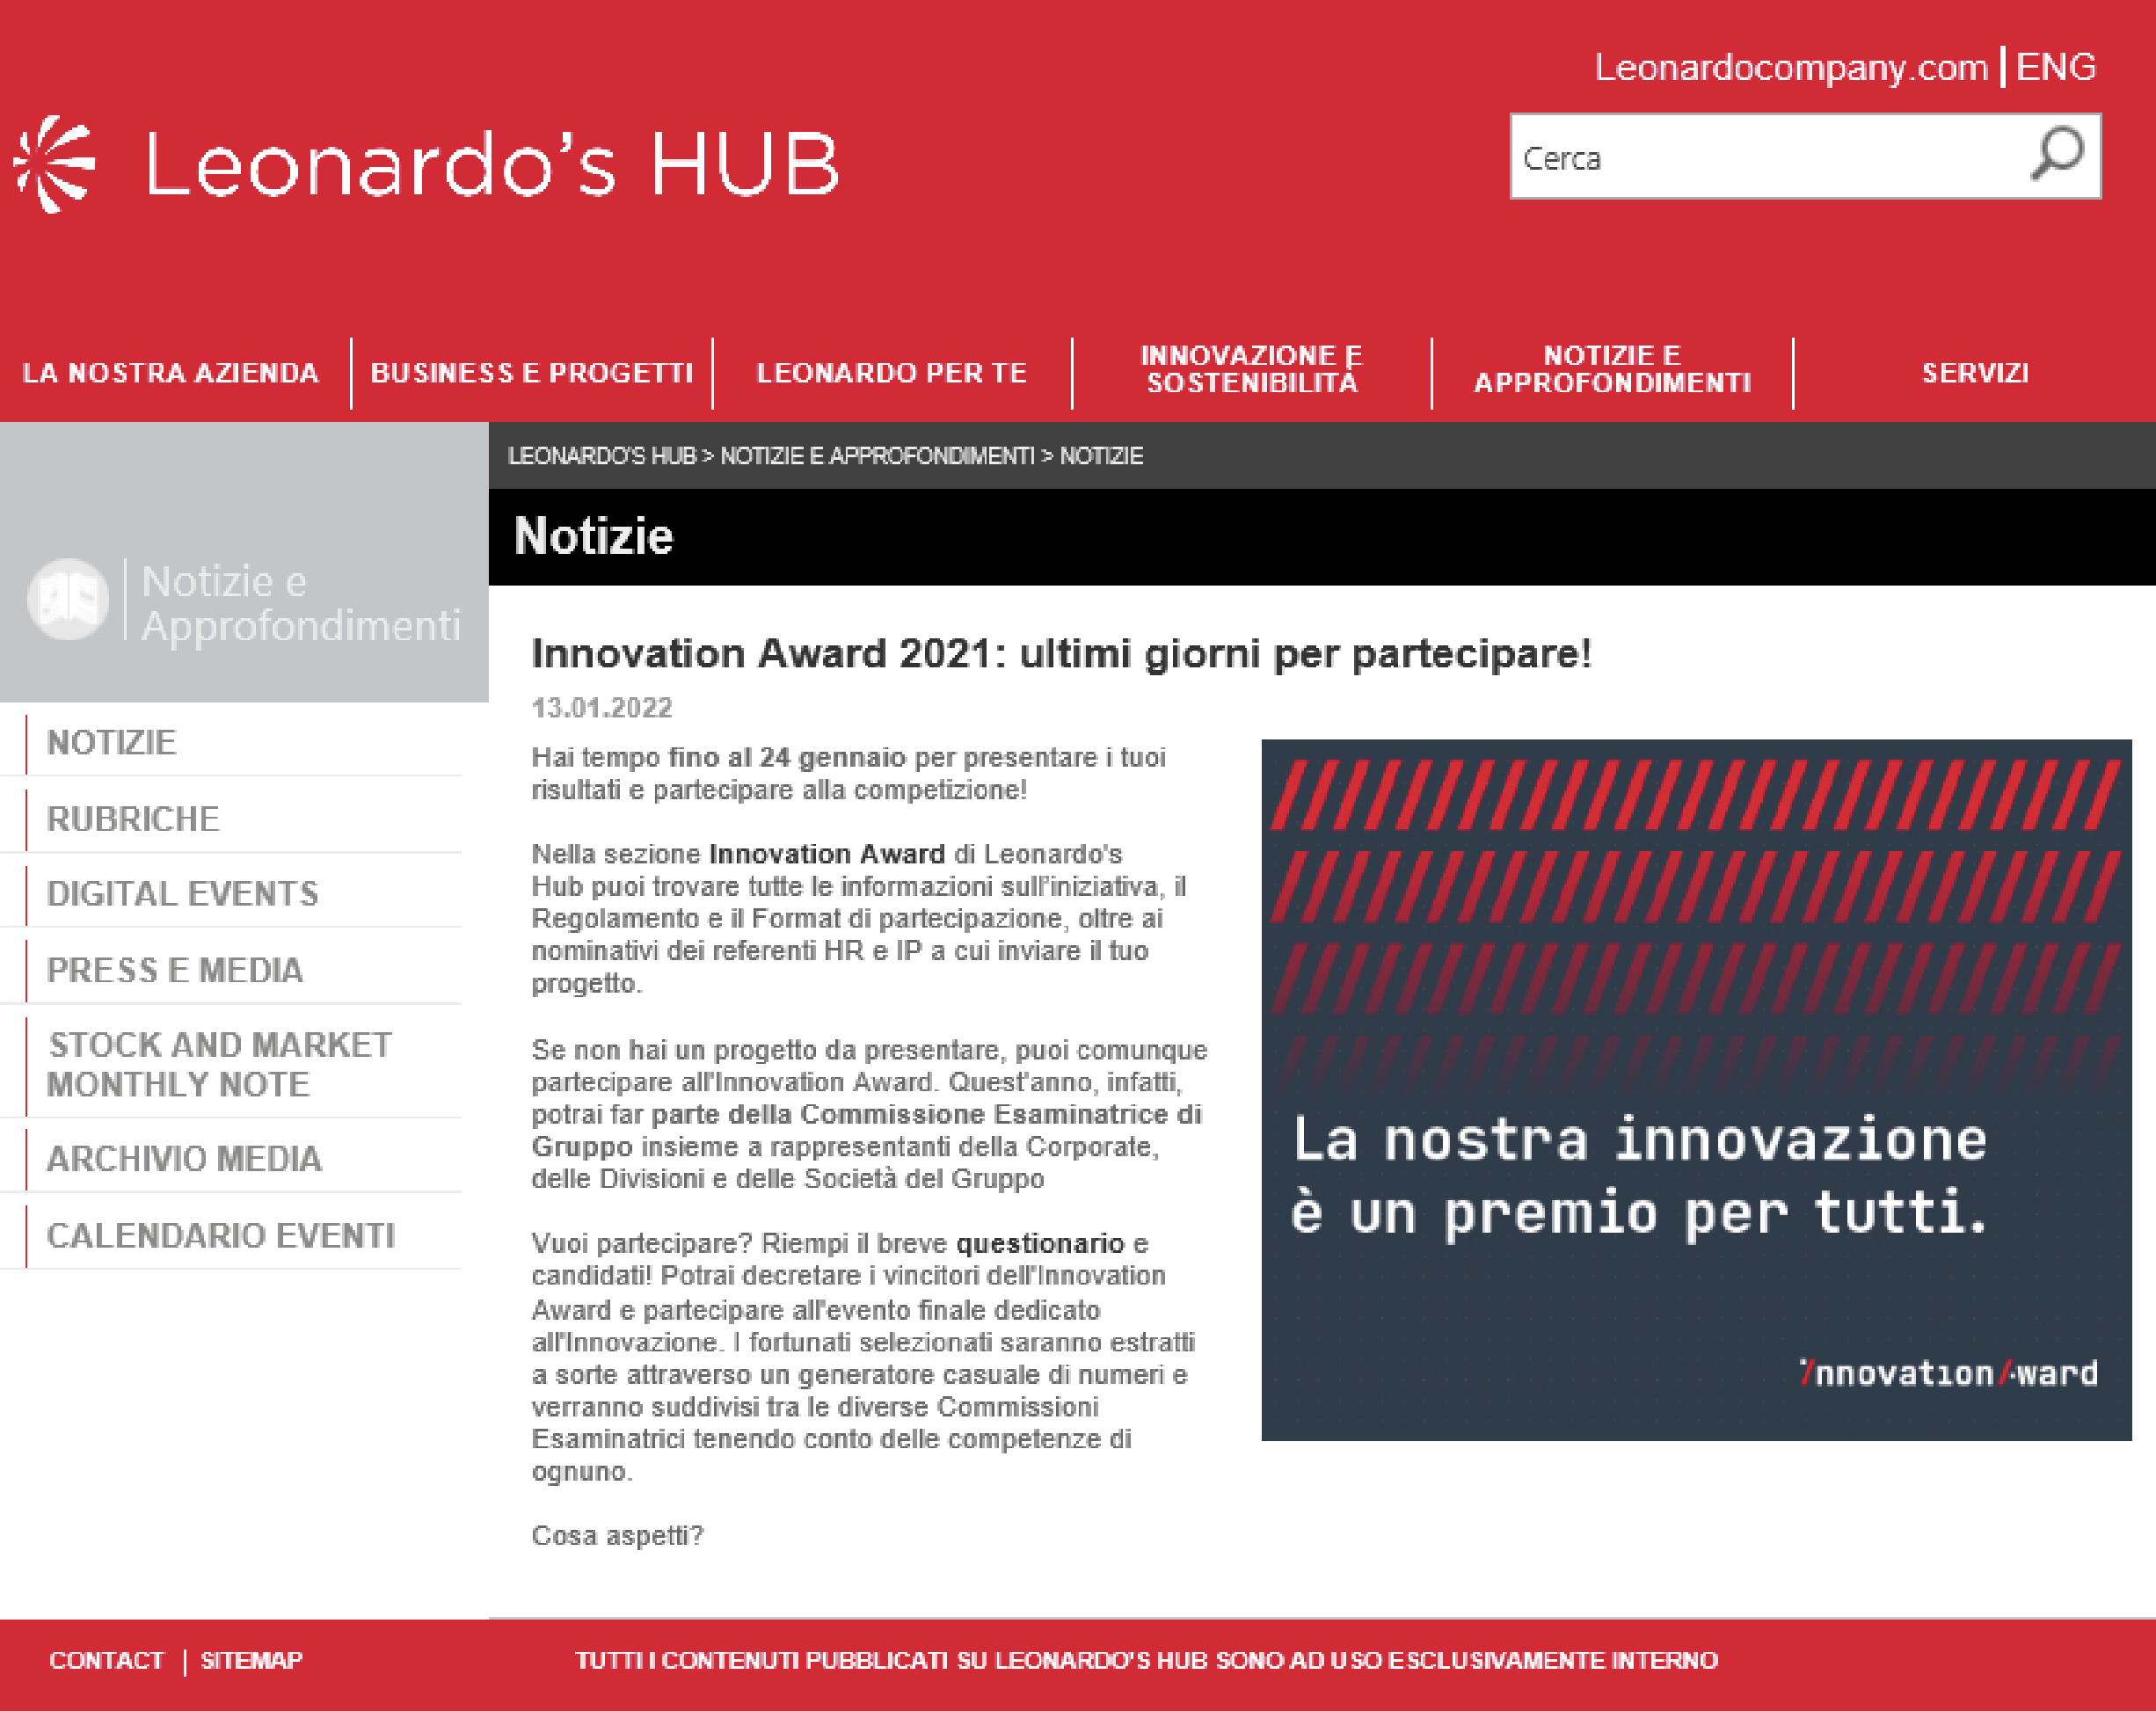 Leonardocompany.com | ENG
Leonardo's HUB
Cerca
LA NOSTRA AZIENDA
BUSINESS E PROGETTI
LEONARDO PER TE
INNOVAZIONE E
SOSTENIBILITÀ
NOTIZIE E
APPROFONDIMENTI
SERVIZI
LEONARDO'S HUB > NOTIZIE E APPROFONDIMENTI > NOTIZIE
Notizie
Notizie e
Approfondimenti
NOTIZIE
RUBRICHE
DIGITAL EVENTS
PRESS E MEDIA
STOCK AND MARKET
MONTHLY NOTE
ARCHIVIO MEDIA
CALENDARIO EVENTI
Innovation Award 2021: ultimi giorni per partecipare!
13.01.2022
Hai tempo fino al 24 gennaio per presentare i tuoi
risultati e partecipare alla competizione!
Nella sezione Innovation Award di Leonardo's
Hub puoi trovare tutte le informazioni sull'iniziativa, il
Regolamento e il Format di partecipazione, oltre ai
nominativi dei referenti HR e IP a cui inviare il tuo
progetto.
Se non hai un progetto da presentare, puoi comunque
partecipare all'Innovation Award. Quest'anno, infatti,
potrai far parte della Commissione Esaminatrice di
Gruppo insieme a rappresentanti della Corporate,
delle Divisioni e delle Società del Gruppo
Vuoi partecipare? Riempi il breve questionario e
candidati! Potrai decretare i vincitori dell'Innovation
Award e partecipare all'evento finale dedicato
all'Innovazione. I fortunati selezionati saranno estratti
a sorte attraverso un generatore casuale di numeri e
verranno suddivisi tra le diverse Commissioni
Esaminatrici tenendo conto delle competenze di
ognuno.
Cosa aspetti?
La nostra innovazione
è un premio per tutti.
Innovation Award
CONTACT | SITEMAP
TUTTI I CONTENUTI PUBBLICATI SU LEONARDO'S HUB SONO AD USO ESCLUSIVAMENTE INTERNO